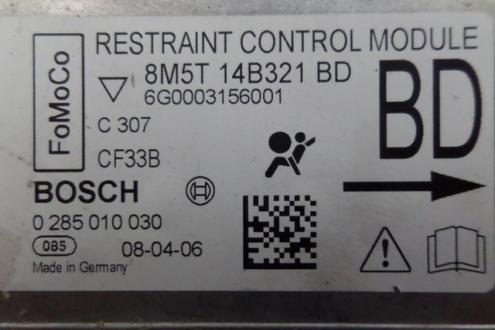 RESTRAINT CONTROL MODULE
FoMoCo
8M5T 14B321 BD
6G0003156001
BD
C 307
CF33B
BOSCH
0 285 010 030
085
08-04-06
Made in Germany